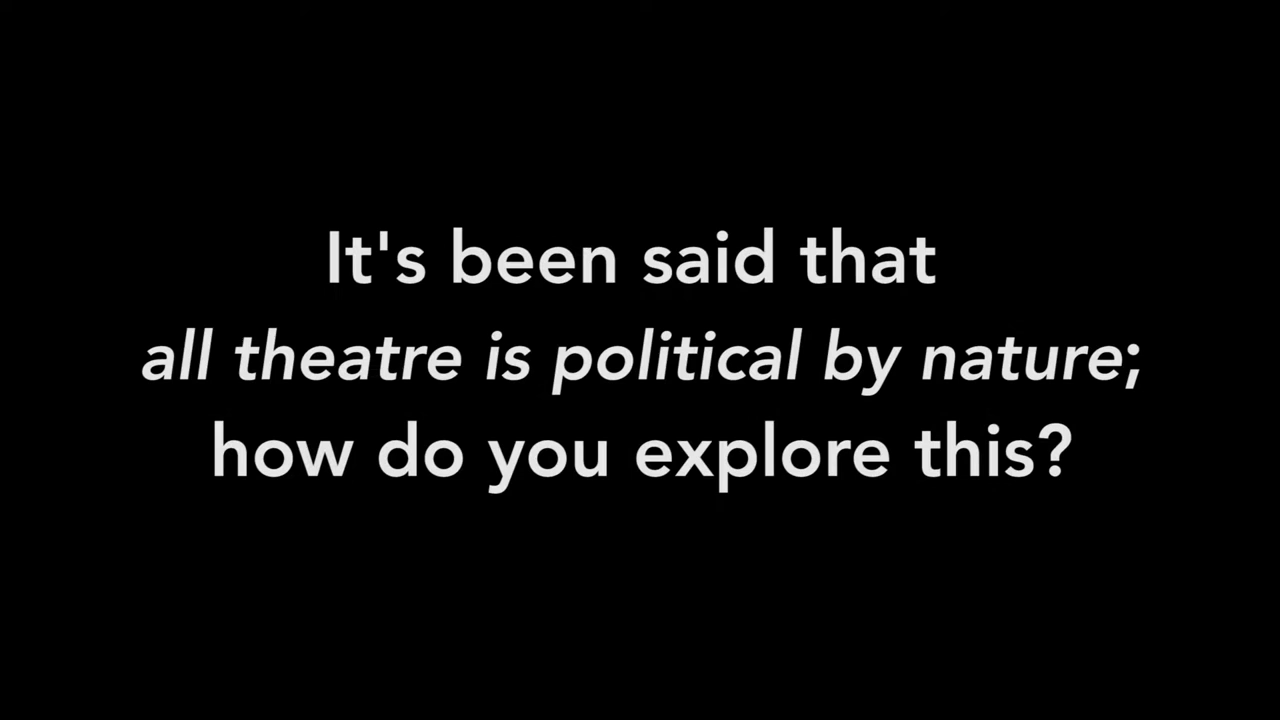 It's been said that
all theatre is political by nature;
how do you explore this?